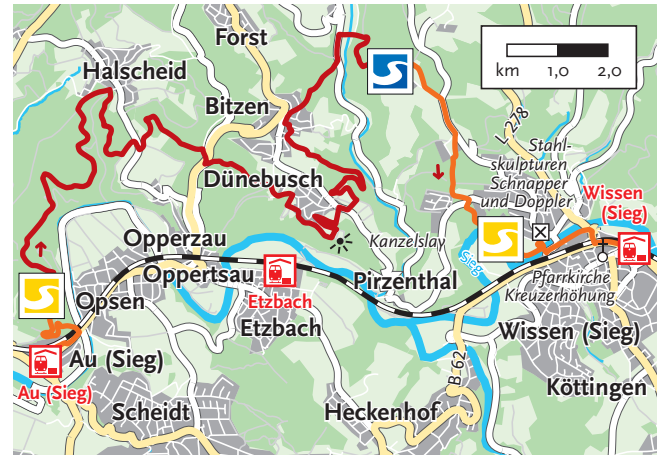 Forst
Halscheid
km 1,0 2,0
L 278
Bitzen
Stahl-
skulpturen
Schnapper
und Doppler
Wissen
(Sieg)
Dünebusch
Kanzelslay
Opperzau
Sieg
Oppertsau
Pirzenthal
Pfarrkirche
Kreuzerhöhung
Opsen
Etzbach
Etzbach
Wissen (Sieg)
Au (Sieg)
Au (Sieg)
B 62
Köttingen
Scheidt
Heckenhof